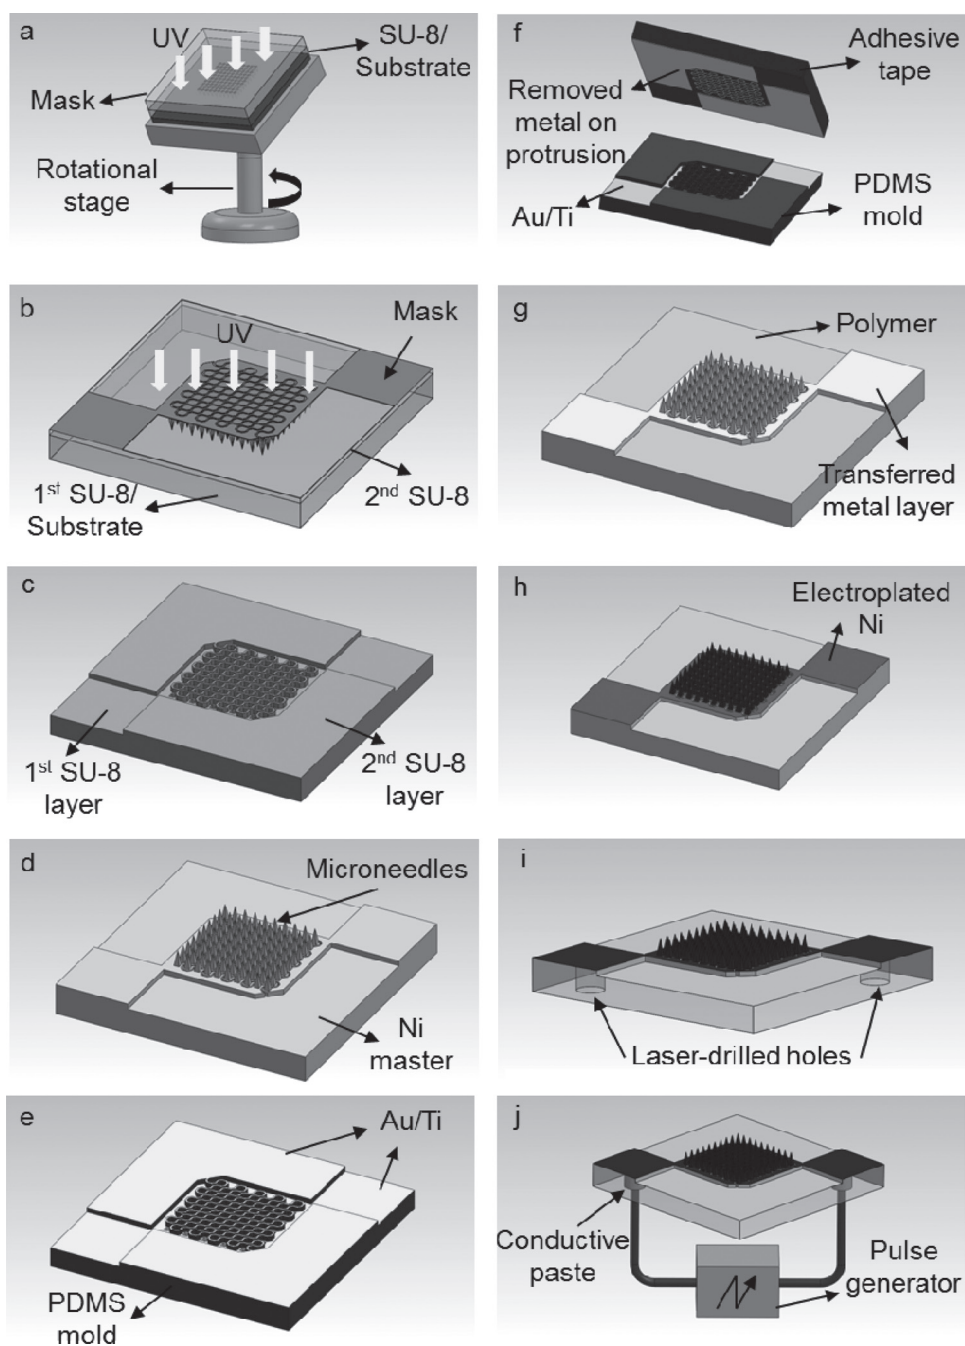 a
UV
SU-8/
Substrate
Mask
Rotational
stage
b
UV
Mask
1st SU-8/
Substrate
2nd SU-8
c
1st SU-8
layer
2nd SU-8
layer
d
Microneedles
Ni
master
e
Au/Ti
PDMS
mold
f
Adhesive
tape
Removed
metal on
protrusion
Au/Ti
PDMS
mold
g
Polymer
Transferred
metal layer
h
Electroplated
Ni
i
Laser-drilled holes
j
Conductive
paste
Pulse
generator